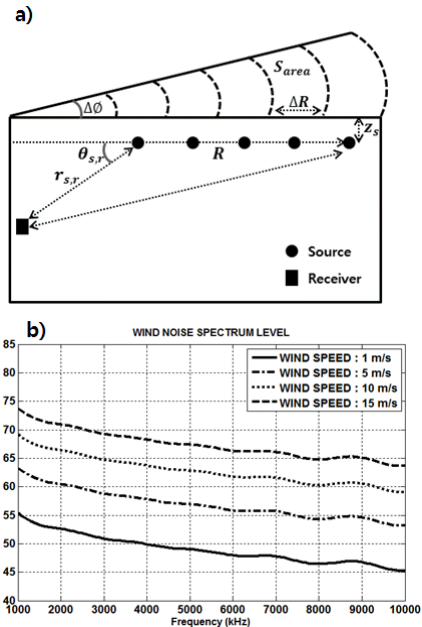 a)
S_area
ΔØ
ΔR
z_s
θ_s,r
R
r_s,r
Source
Receiver
b)
WIND NOISE SPECTRUM LEVEL
85
80
75
70
65
60
55
50
45
40
WIND SPEED : 1 m/s
WIND SPEED : 5 m/s
WIND SPEED : 10 m/s
WIND SPEED : 15 m/s
1000 2000 3000 4000 5000 6000 7000 8000 9000 10000
Frequency (kHz)